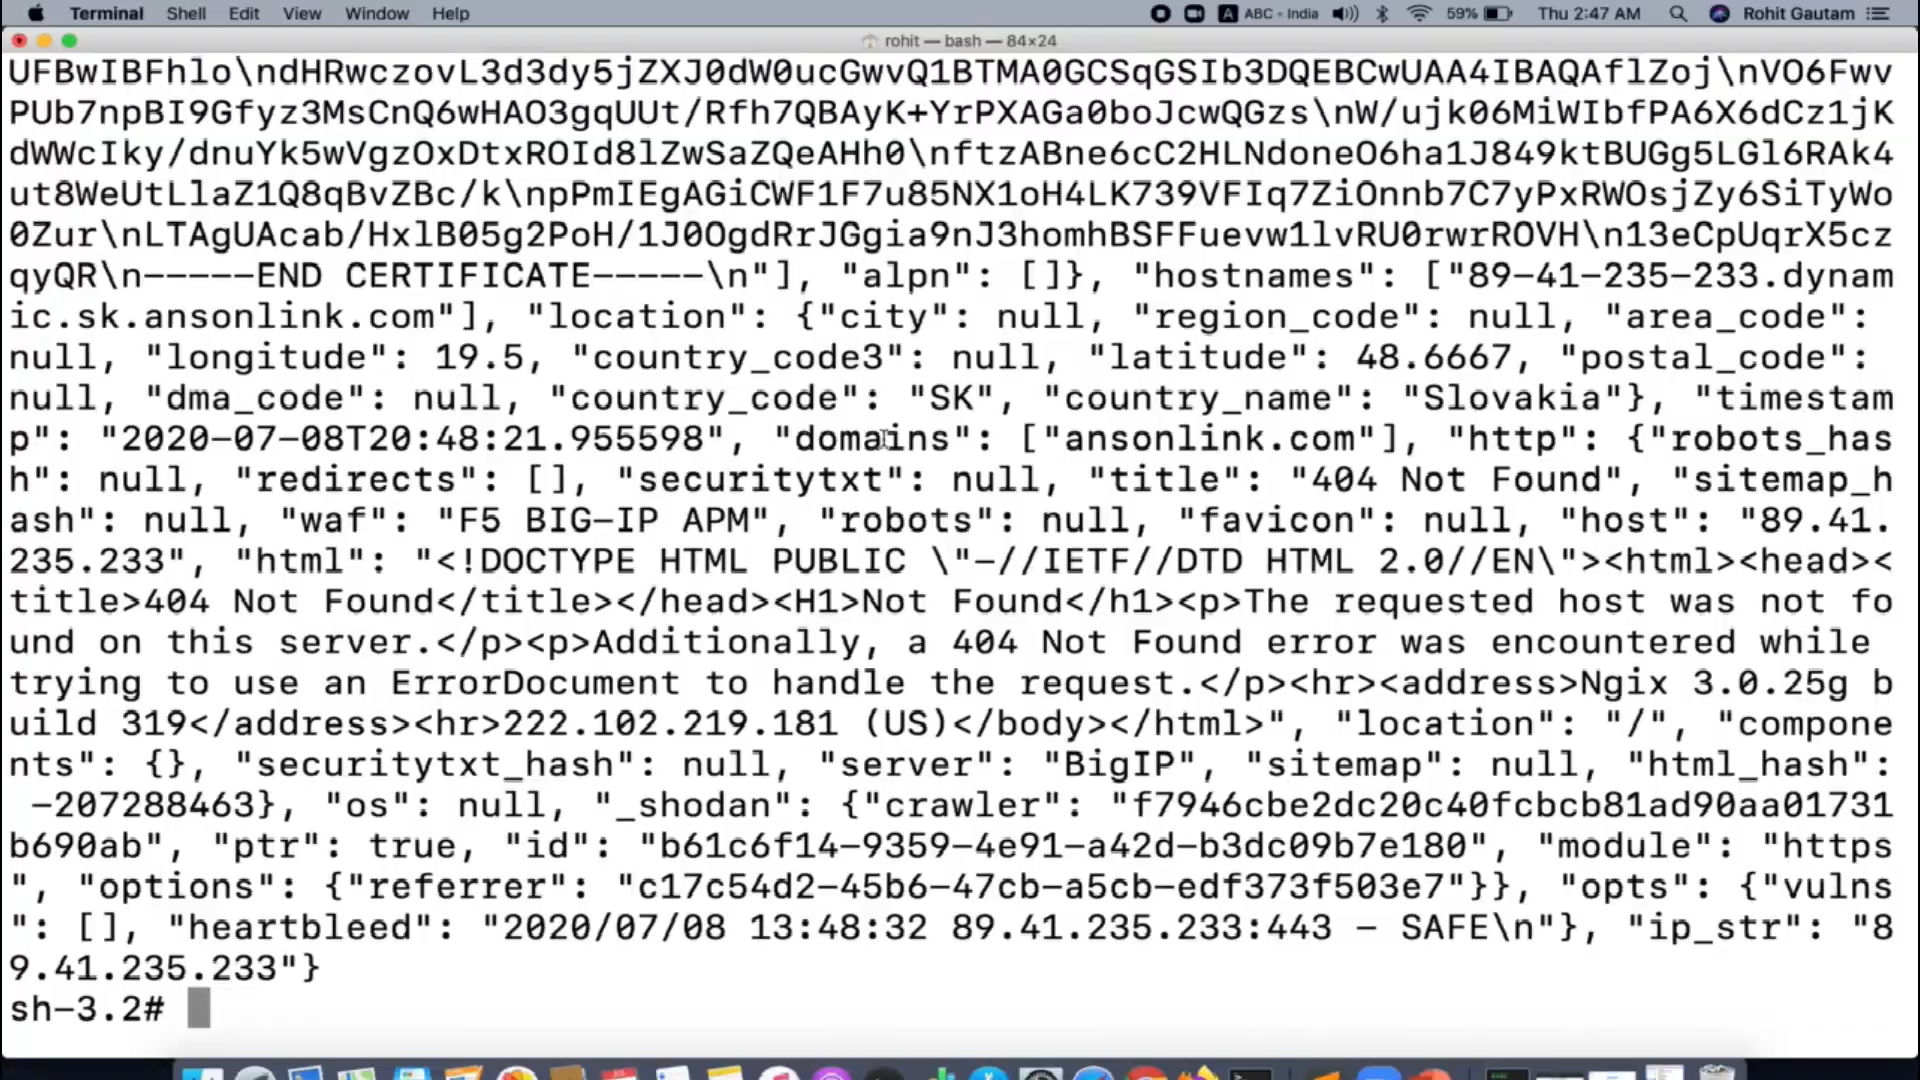 Terminal Shell Edit View Window Help A ABC - India 59% Thu 2:47 AM Rohit Gautam
rohit — bash — 84×24
UFBwIBFhlo\ndHRwczovL3d3dy5jZXJ0dW0ucGwvQ1BTMA0GCSqGSIb3DQEBCwUAA4IBAQAflZoj\nVO6Fwv
PUb7npBI9Gfyz3MsCnQ6wHAO3gqUUt/Rfh7QBAyK+YrPXAGa0boJcwQGzs\nW/ujk06MiWIbfPA6X6dCz1jK
dWWcIky/dnuYk5wVgzOxDtxROId8lZwSaZQeAHh0\nftzABne6cC2HLNdoneO6ha1J849ktBUGg5LGl6RAk4
ut8WeUtLlaZ1Q8qBvZBc/k\npPmIEgAGiCWF1F7u85NX1oH4LK739VFIq7ZiOnnb7C7yPxRWOsjZy6SiTyWo
0Zur\nLTAgUAcab/HxlB05g2PoH/1J0OgdRrJGgia9nJ3homhBSFFuevw1lvRU0rwrROVH\n13eCpUqrX5cz
qyQR\n-----END CERTIFICATE-----\n"], "alpn": []}, "hostnames": ["89-41-235-233.dynam
ic.sk.ansonlink.com"], "location": {"city": null, "region_code": null, "area_code":
null, "longitude": 19.5, "country_code3": null, "latitude": 48.6667, "postal_code":
null, "dma_code": null, "country_code": "SK", "country_name": "Slovakia"}, "timestam
p": "2020-07-08T20:48:21.955598", "domains": ["ansonlink.com"], "http": {"robots_has
h": null, "redirects": [], "securitytxt": null, "title": "404 Not Found", "sitemap_h
ash": null, "waf": "F5 BIG-IP APM", "robots": null, "favicon": null, "host": "89.41.
235.233", "html": "<!DOCTYPE HTML PUBLIC \"-//IETF//DTD HTML 2.0//EN\"><html><head><
title>404 Not Found</title></head><H1>Not Found</h1><p>The requested host was not fo
und on this server.</p><p>Additionally, a 404 Not Found error was encountered while
trying to use an ErrorDocument to handle the request.</p><hr><address>Ngix 3.0.25g b
uild 319</address><hr>222.102.219.181 (US)</body></html>", "location": "/", "compone
nts": {}, "securitytxt_hash": null, "server": "BigIP", "sitemap": null, "html_hash":
 -207288463}, "os": null, "_shodan": {"crawler": "f7946cbe2dc20c40fcbcb81ad90aa01731
b690ab", "ptr": true, "id": "b61c6f14-9359-4e91-a42d-b3dc09b7e180", "module": "https
", "options": {"referrer": "c17c54d2-45b6-47cb-a5cb-edf373f503e7"}}, "opts": {"vulns
": [], "heartbleed": "2020/07/08 13:48:32 89.41.235.233:443 - SAFE\n"}, "ip_str": "8
9.41.235.233"}
sh-3.2#